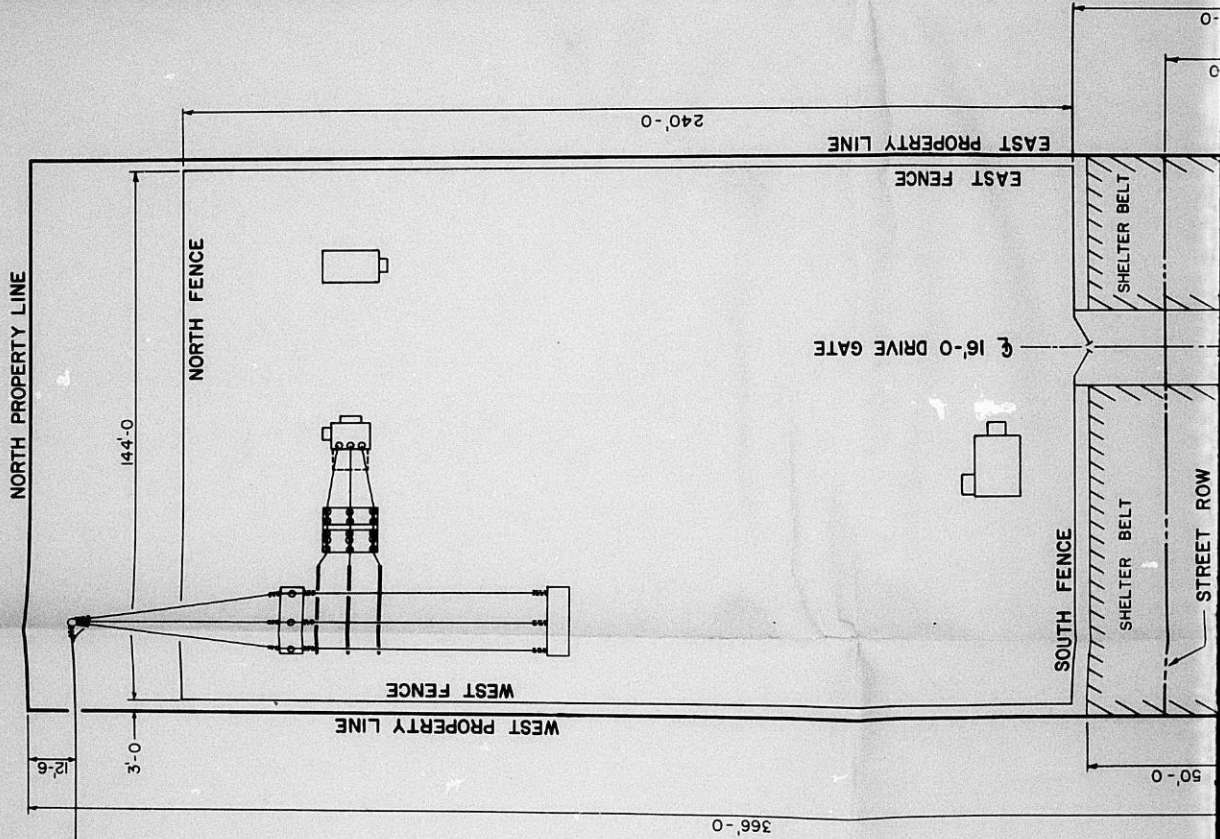 NORTH PROPERTY LINE
144'-0
NORTH FENCE
240'-0
EAST PROPERTY LINE
EAST FENCE
℄ 16'-0 DRIVE GATE
SHELTER BELT
SHELTER BELT
SOUTH FENCE
STREET ROW
WEST FENCE
WEST PROPERTY LINE
12'-6
3'-0
50'-0
366'-0